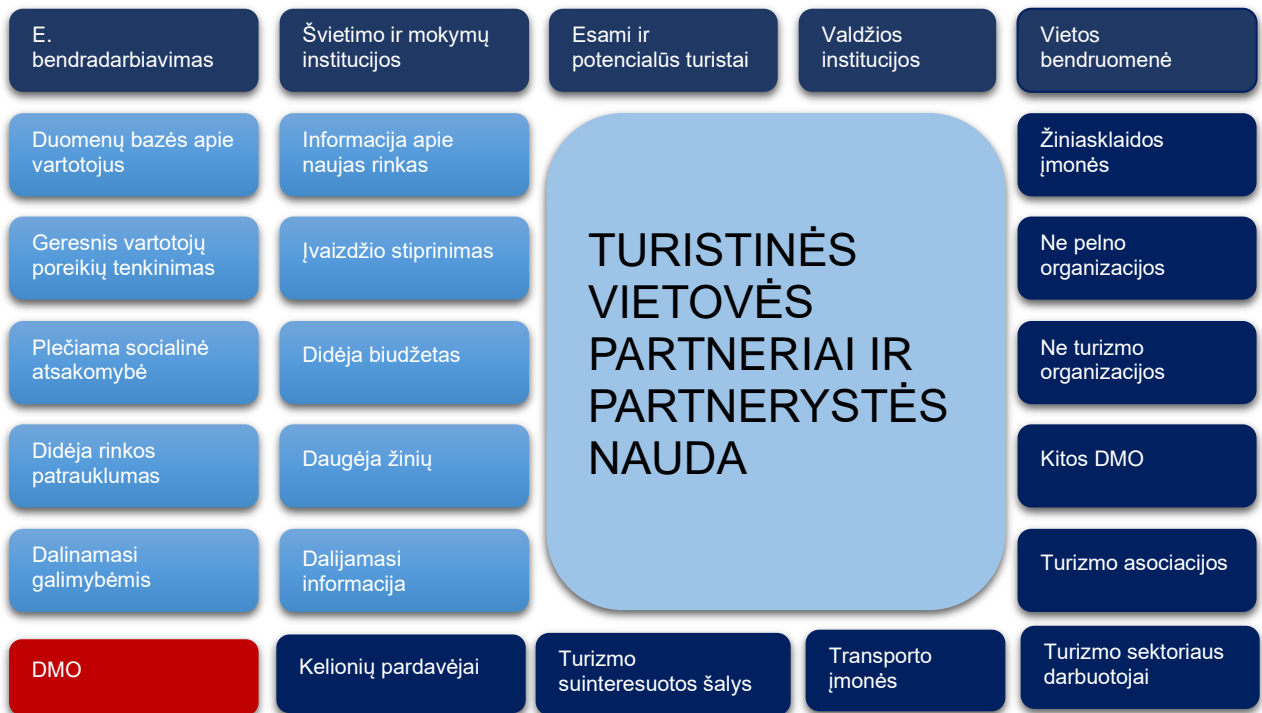 E.
bendradarbiavimas
Švietimo ir mokymų
institucijos
Esami ir
potencialūs turistai
Valdžios
institucijos
Vietos
bendruomenė
Duomenų bazės apie
vartotojus
Informacija apie
naujas rinkas
Žiniasklaidos
įmonės
Geresnis vartotojų
poreikių tenkinimas
Įvaizdžio stiprinimas
TURISTINĖS
VIETOVĖS
PARTNERIAI IR
PARTNERYSTĖS
NAUDA
Ne pelno
organizacijos
Plečiama socialinė
atsakomybė
Didėja biudžetas
Ne turizmo
organizacijos
Didėja rinkos
patrauklumas
Daugėja žinių
Kitos DMO
Dalinamasi
galimybėmis
Dalijamasi
informacija
Turizmo asociacijos
DMO
Kelionių pardavėjai
Turizmo
suinteresuotos šalys
Transporto
įmonės
Turizmo sektoriaus
darbuotojai